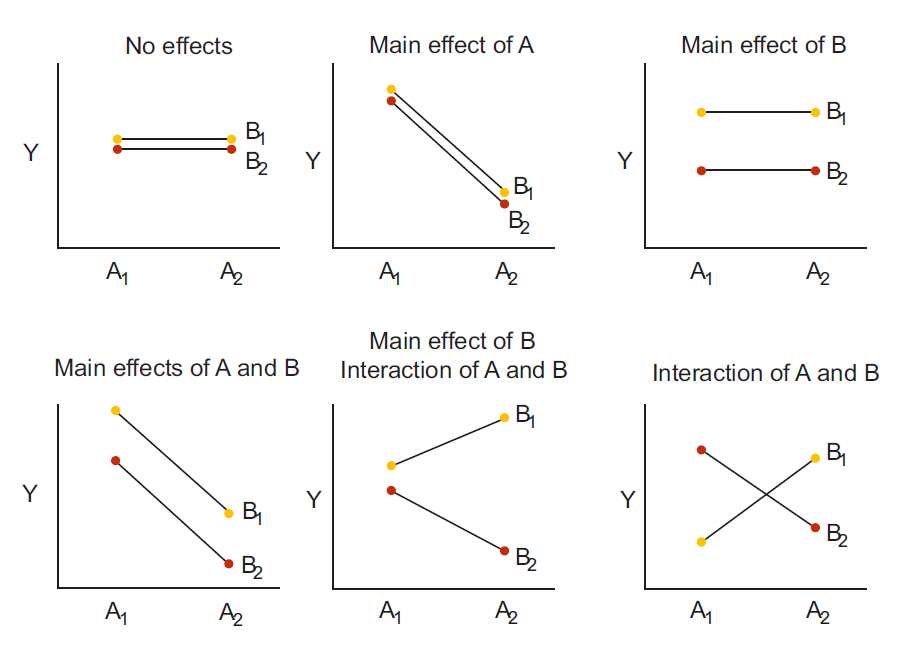 No effects
Y
B1
B2
A1 A2
Main effect of A
Y
B1
B2
A1 A2
Main effect of B
Y
B1
B2
A1 A2
Main effects of A and B
Y
B1
B2
A1 A2
Main effect of B
Interaction of A and B
Y
B1
B2
A1 A2
Interaction of A and B
Y
B1
B2
A1 A2